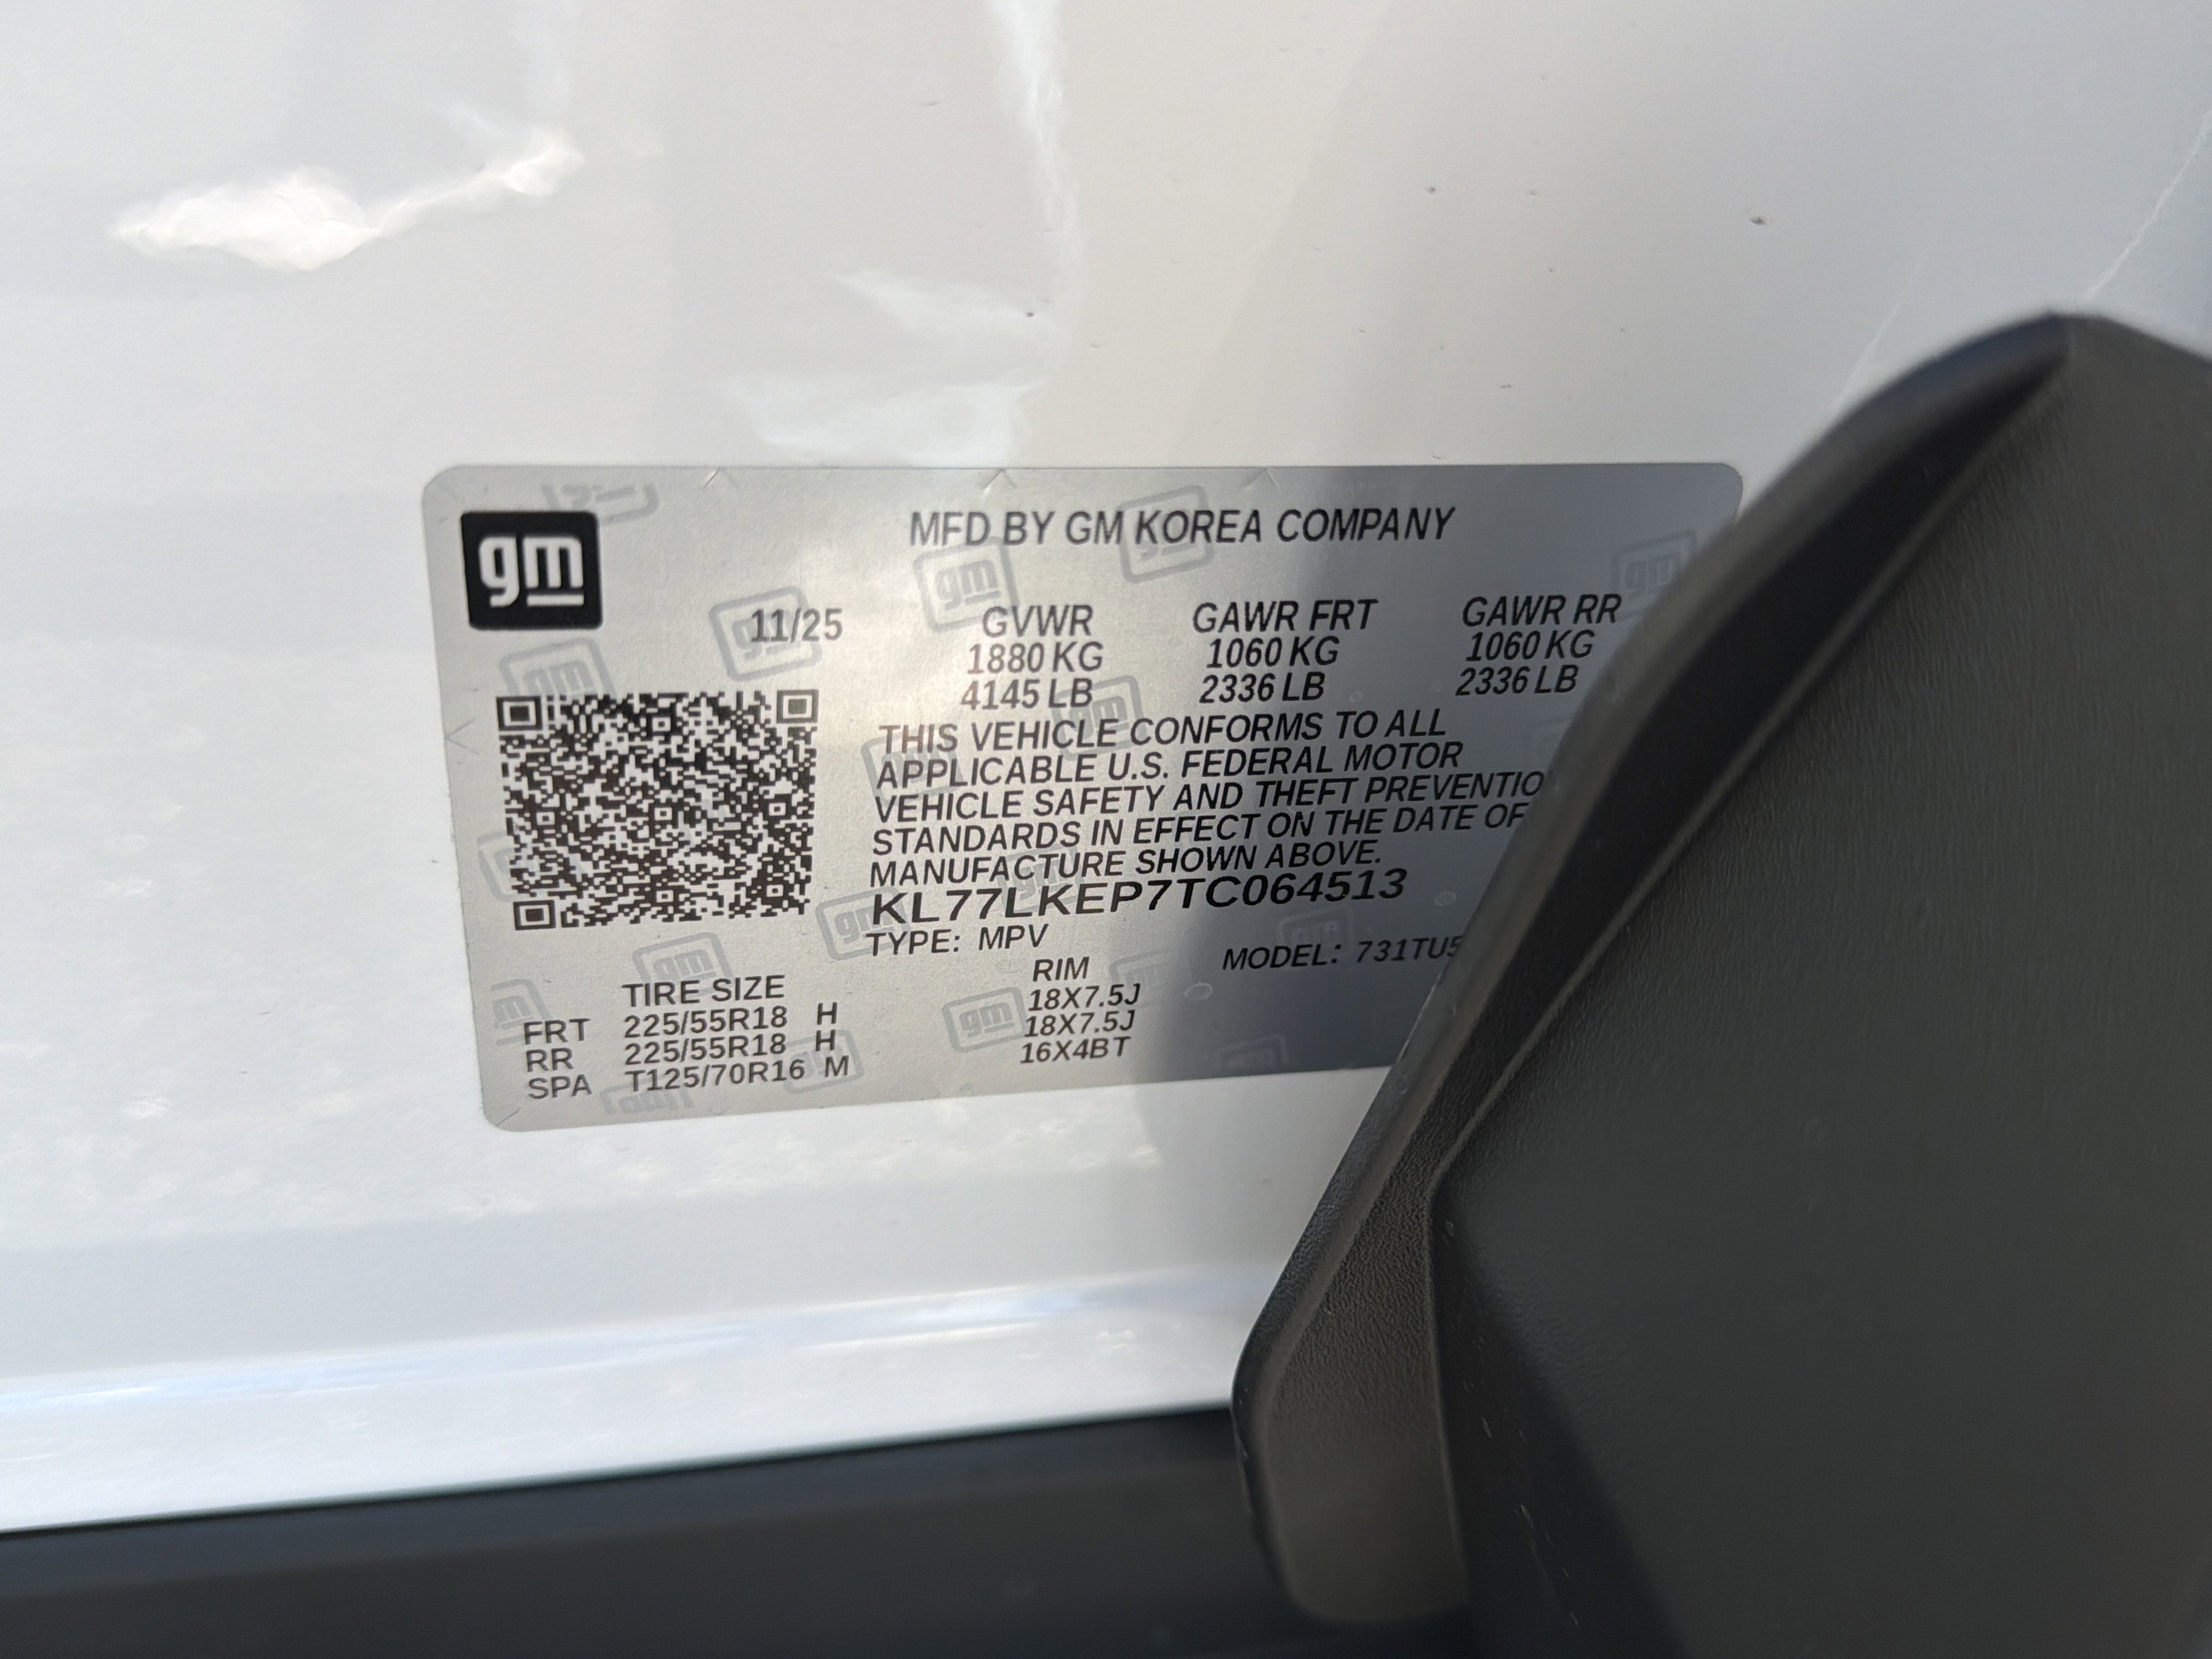 gm
MFD BY GM KOREA COMPANY
11/25 GVWR GAWR FRT GAWR RR
1880 KG 1060 KG 1060 KG
4145 LB 2336 LB 2336 LB
THIS VEHICLE CONFORMS TO ALL
APPLICABLE U.S. FEDERAL MOTOR
VEHICLE SAFETY AND THEFT PREVENTIO
STANDARDS IN EFFECT ON THE DATE OF
MANUFACTURE SHOWN ABOVE.
KL77LKEP7TC064513
TYPE: MPV MODEL: 731TU5
TIRE SIZE RIM
FRT 225/55R18 H 18X7.5J
RR 225/55R18 H 18X7.5J
SPA T125/70R16 M 16X4BT